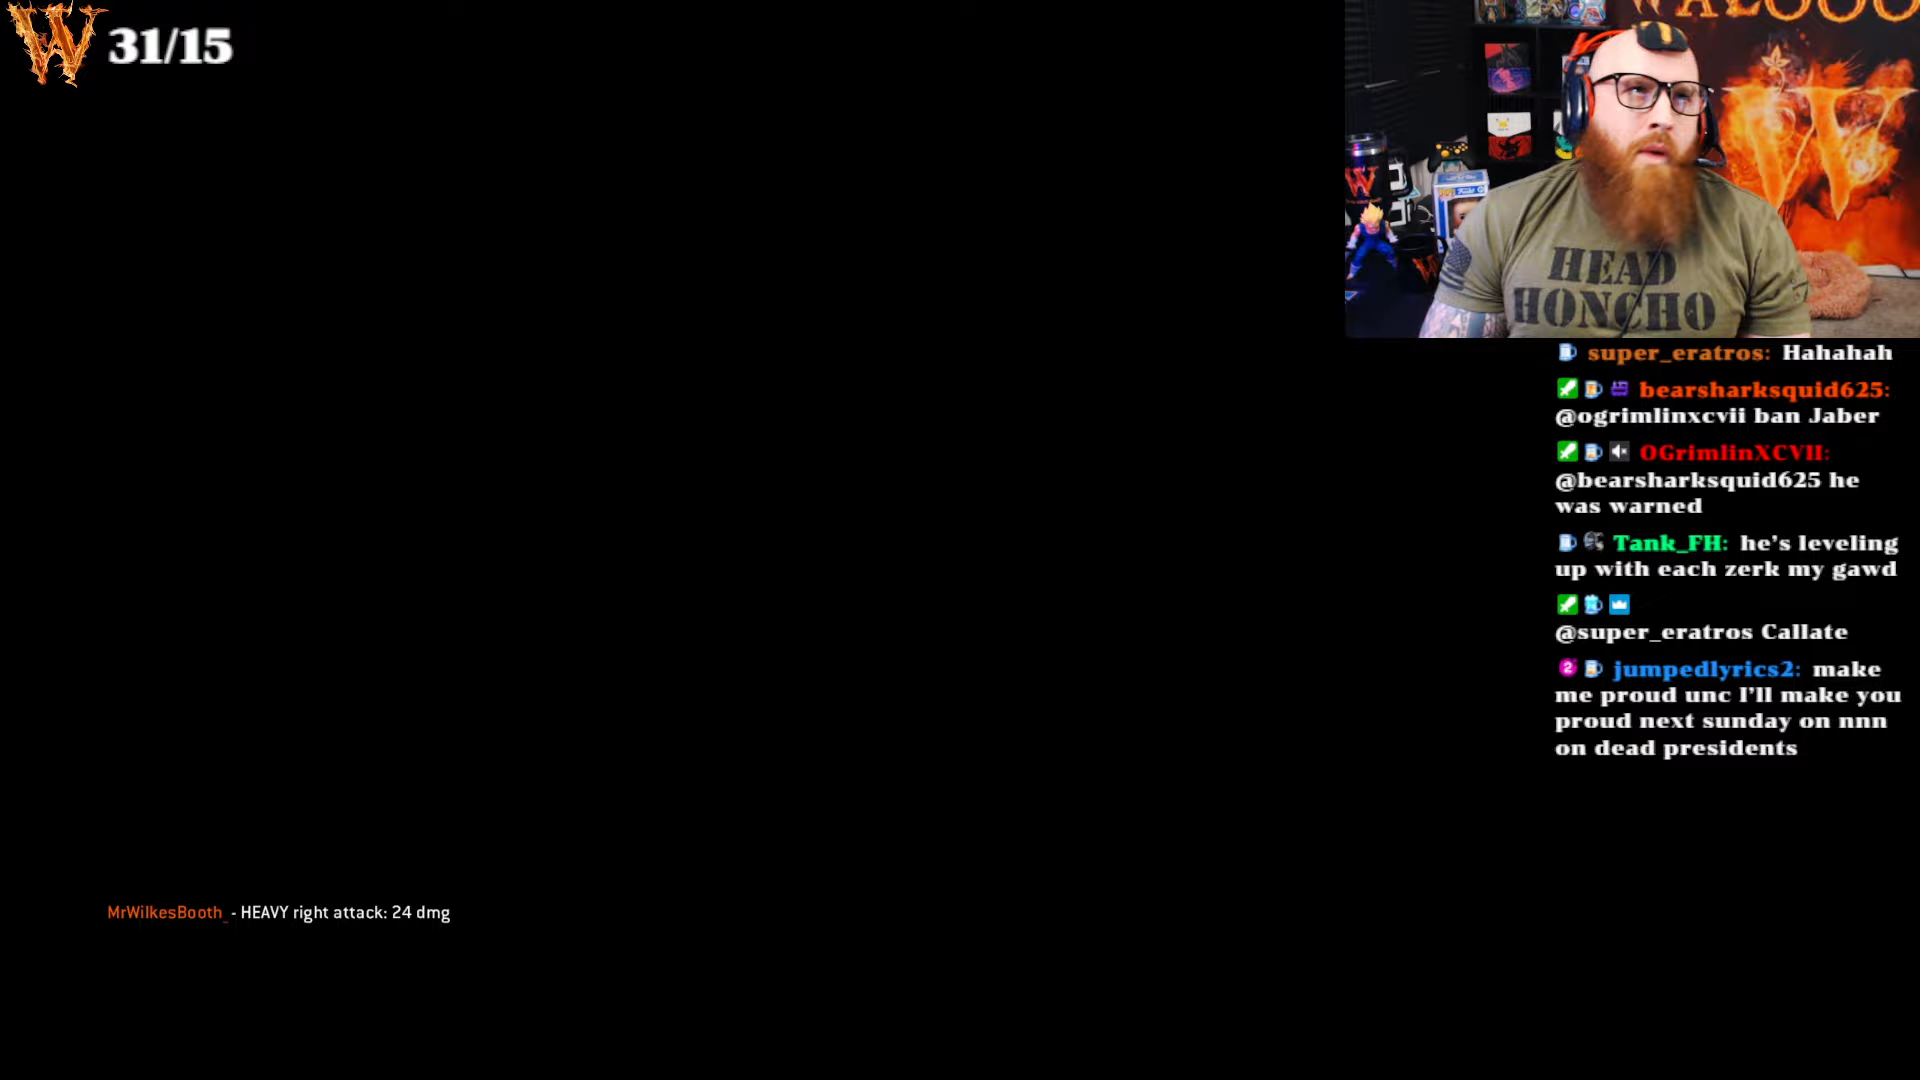 W 31/15
WALOOO
W
W
HEAD
HONCHO
super_eratros: Hahahah
bearsharksquid625:
@ogrimlinxcvii ban Jaber
OGrimlinXCVII:
@bearsharksquid625 he
was warned
Tank_FH: he's leveling
up with each zerk my gawd
@super_eratros Callate
2 jumpedlyrics2: make
me proud unc I'll make you
proud next sunday on nnn
on dead presidents
MrWilkesBooth_ - HEAVY right attack: 24 dmg